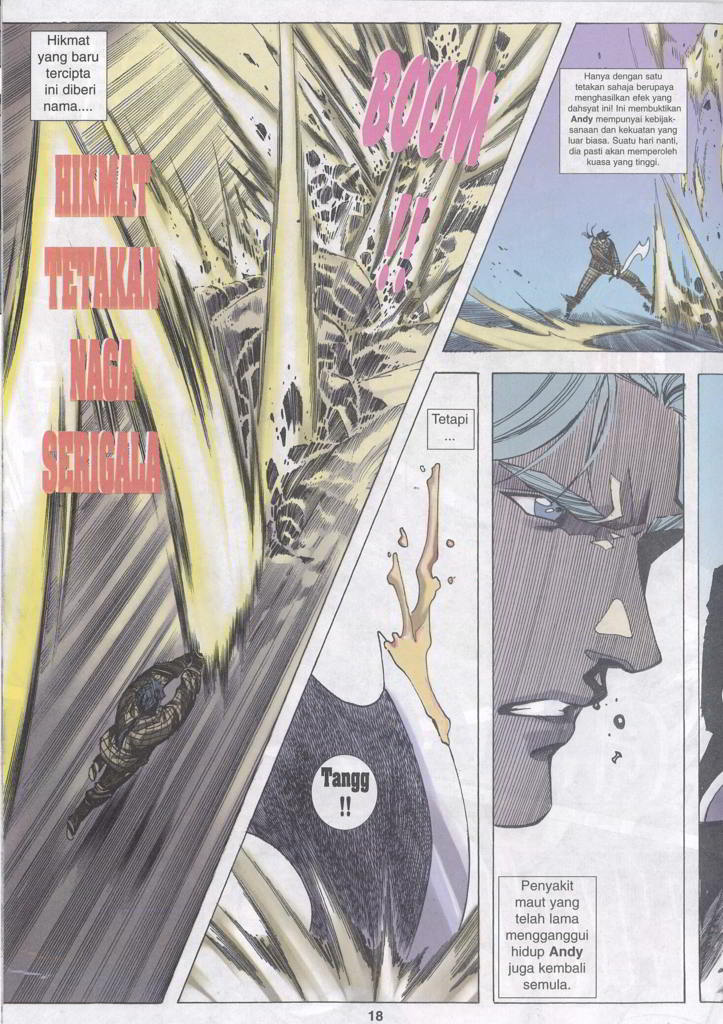 Hikmat
yang baru
tercipta
ini diberi
nama....
HIKMAT
TETAKAN
NAGA
SERIGALA
BOOM
!!
Hanya dengan satu
tetakan sahaja berupaya
menghasilkan efek yang
dahsyat ini! Ini membuktikan
Andy mempunyai kebijak-
sanaan dan kekuatan yang
luar biasa. Suatu hari nanti,
dia pasti akan memperoleh
kuasa yang tinggi.
Tetapi
...
Tangg
!!
Penyakit
maut yang
telah lama
mengganggui
hidup Andy
juga kembali
semula.
18